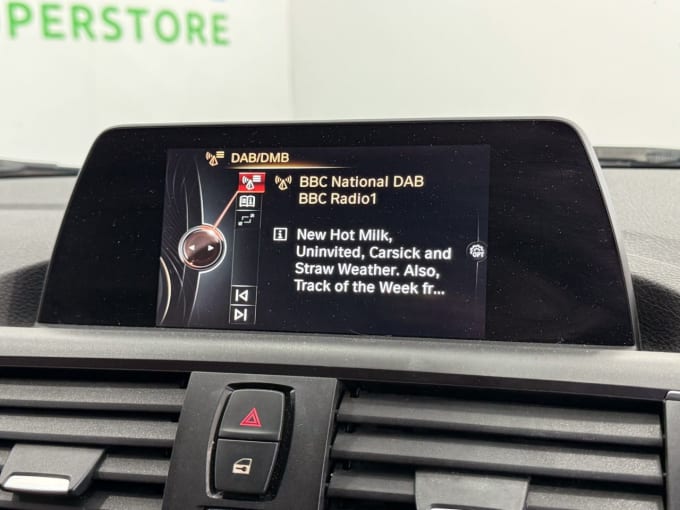 PERSTORE
DAB/DMB
BBC National DAB
BBC Radio1
New Hot Milk,
Uninvited, Carsick and
Straw Weather. Also,
Track of the Week fr...
OPT